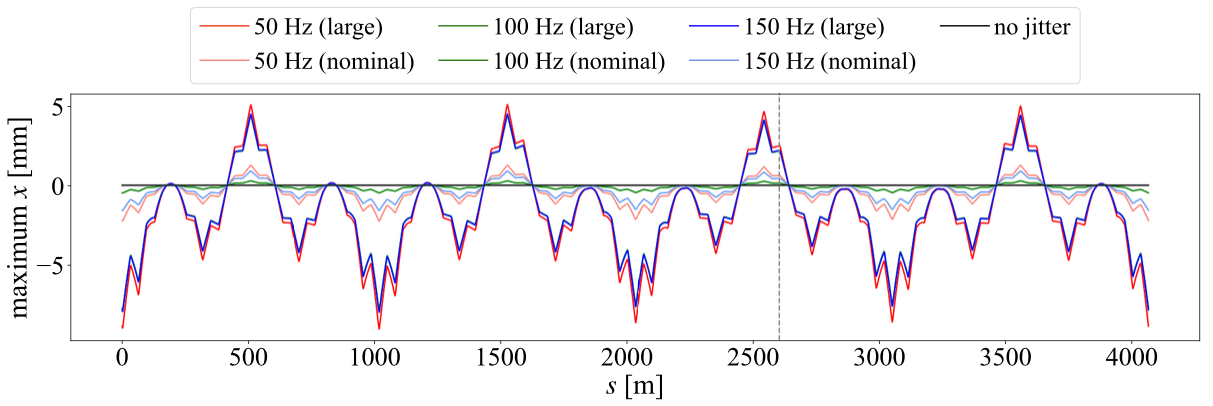 50 Hz (large) 100 Hz (large) 150 Hz (large) no jitter
50 Hz (nominal) 100 Hz (nominal) 150 Hz (nominal)
maximum x [mm]
5
0
−5
0 500 1000 1500 2000 2500 3000 3500 4000
s [m]